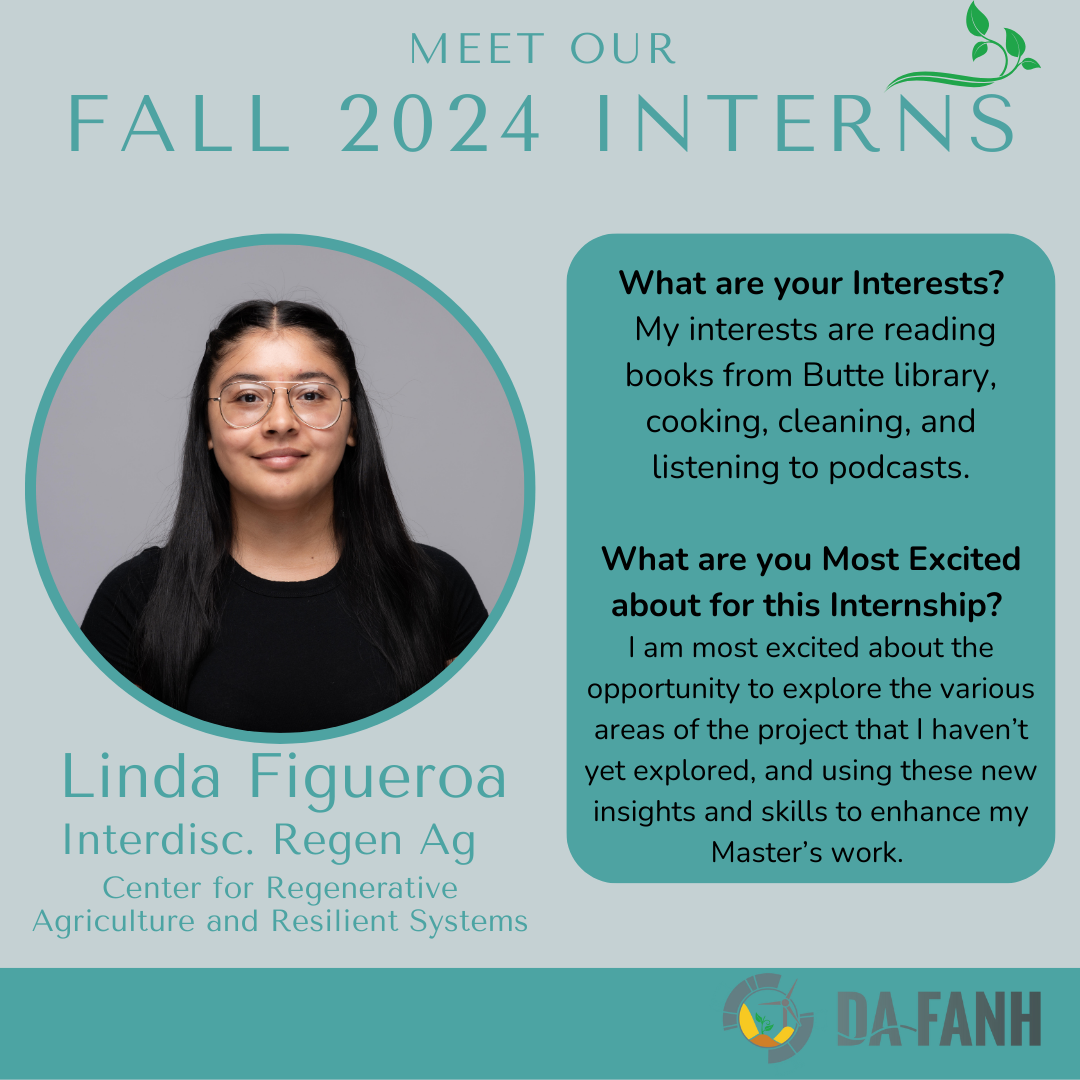 MEET OUR
FALL 2024 INTERNS
What are your Interests?
My interests are reading
books from Butte library,
cooking, cleaning, and
listening to podcasts.
What are you Most Excited
about for this Internship?
I am most excited about the
opportunity to explore the various
areas of the project that I haven’t
yet explored, and using these new
insights and skills to enhance my
Master’s work.
Linda Figueroa
Interdisc. Regen Ag
Center for Regenerative
Agriculture and Resilient Systems
DA-FANH